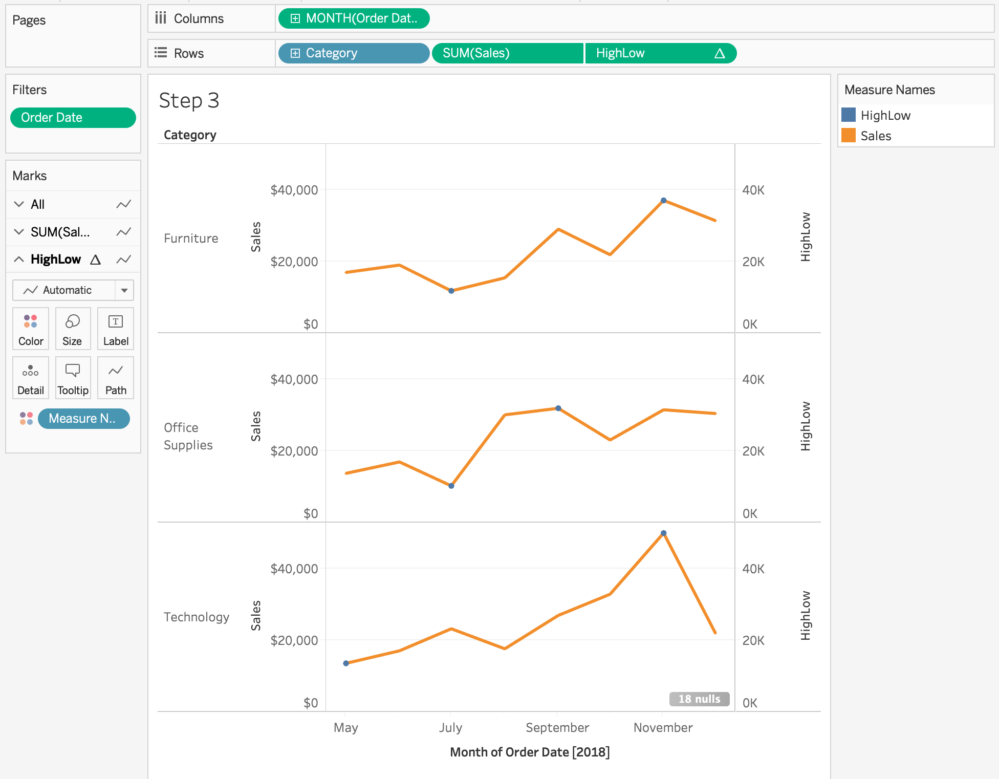 Pages
Columns
MONTH(Order Dat..
Rows
Category
SUM(Sales)
HighLow
Filters
Order Date
Marks
All
SUM(Sal...
HighLow
Automatic
Color
Size
T
Label
Detail
Tooltip
Path
Measure N..
Step 3
Category
Furniture
Sales
$40,000
$20,000
$0
40K
20K
0K
HighLow
Office
Supplies
Sales
$40,000
$20,000
$0
40K
20K
0K
HighLow
Technology
Sales
$40,000
$20,000
$0
18 nulls
40K
20K
0K
HighLow
May
July
September
November
Month of Order Date [2018]
Measure Names
HighLow
Sales